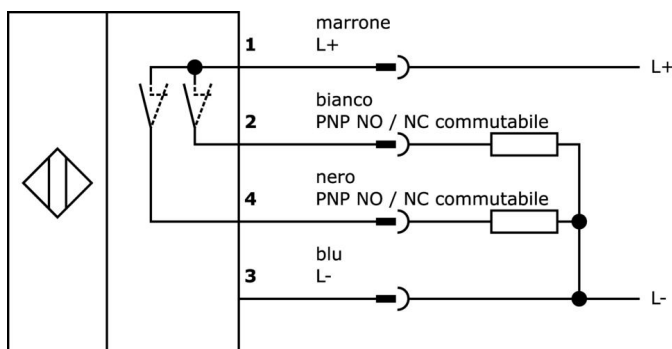 marrone
1
L+
L+
bianco
2
PNP NO / NC commutabile
nero
4
PNP NO / NC commutabile
blu
3
L-
L-